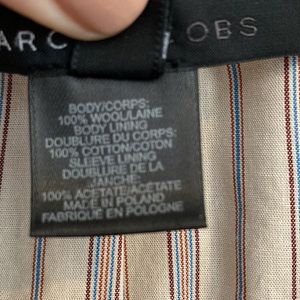 ARC OBS
BODY/CORPS:
100% WOOL/LAINE
BODY LINING
DOUBLURE DU CORPS:
100% COTTON/COTON
SLEEVE LINING
DOUBLURE DE LA
MANCHE:
100% ACETATE/ACETATE
MADE IN POLAND
FABRIQUE EN POLOGNE